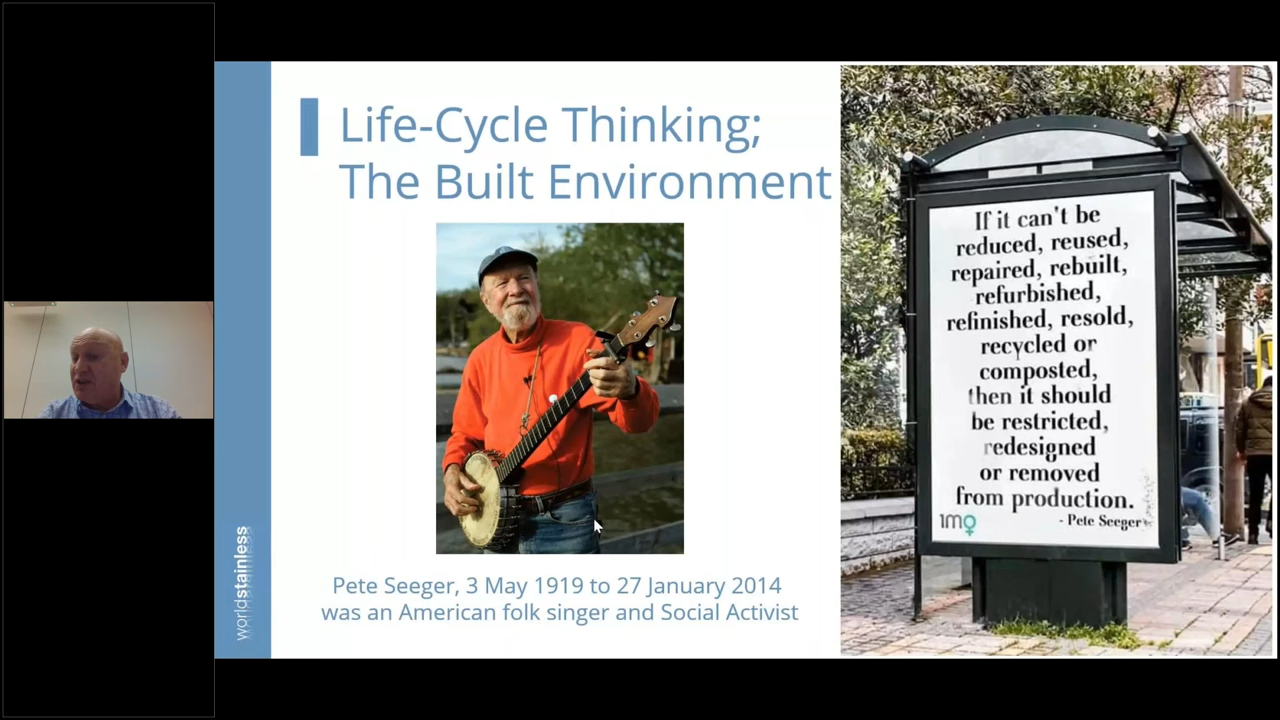 Life-Cycle Thinking;
The Built Environment
Pete Seeger, 3 May 1919 to 27 January 2014
was an American folk singer and Social Activist
worldstainless
If it can't be
reduced, reused,
repaired, rebuilt,
refurbished,
refinished, resold,
recycled or
composted,
then it should
be restricted,
redesigned
or removed
from production.
- Pete Seeger
1m